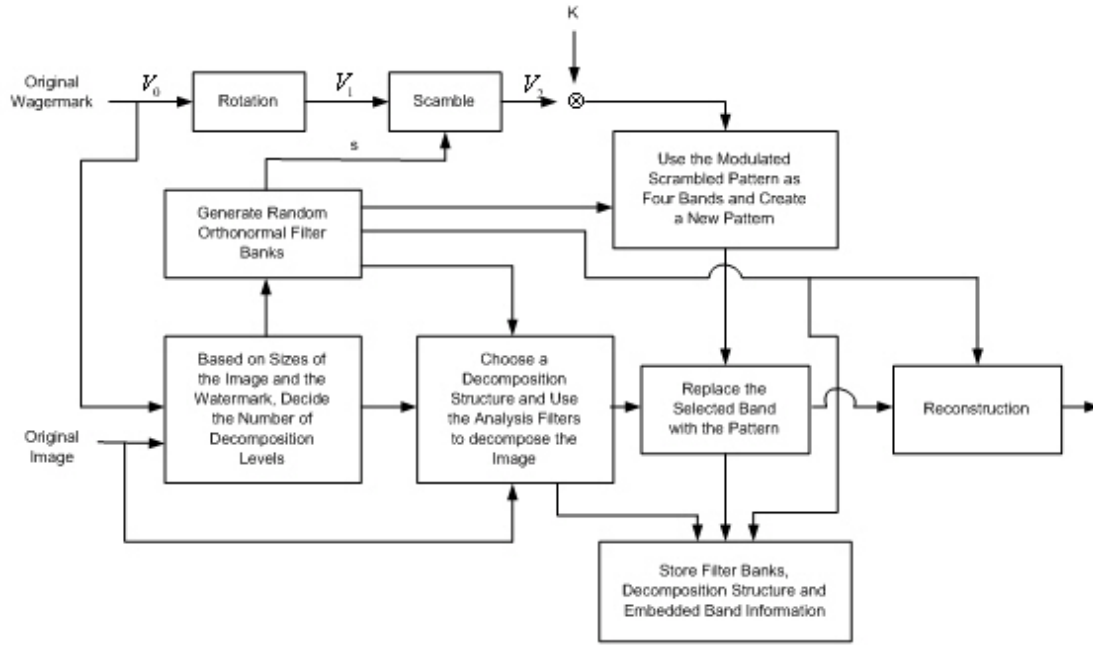 K
Original
Wagermark
V0
Rotation
V1
Scamble
V2
⊗
s
Use the Modulated
Scrambled Pattern as
Four Bands and Create
a New Pattern
Generate Random
Orthonormal Filter
Banks
Based on Sizes of
the Image and the
Watermark, Decide
the Number of
Decomposition
Levels
Choose a
Decomposition
Structure and Use
the Analysis Filters
to decompose the
Image
Replace the
Selected Band
with the Pattern
Reconstruction
Original
Image
Store Filter Banks,
Decomposition Structure and
Embedded Band Information